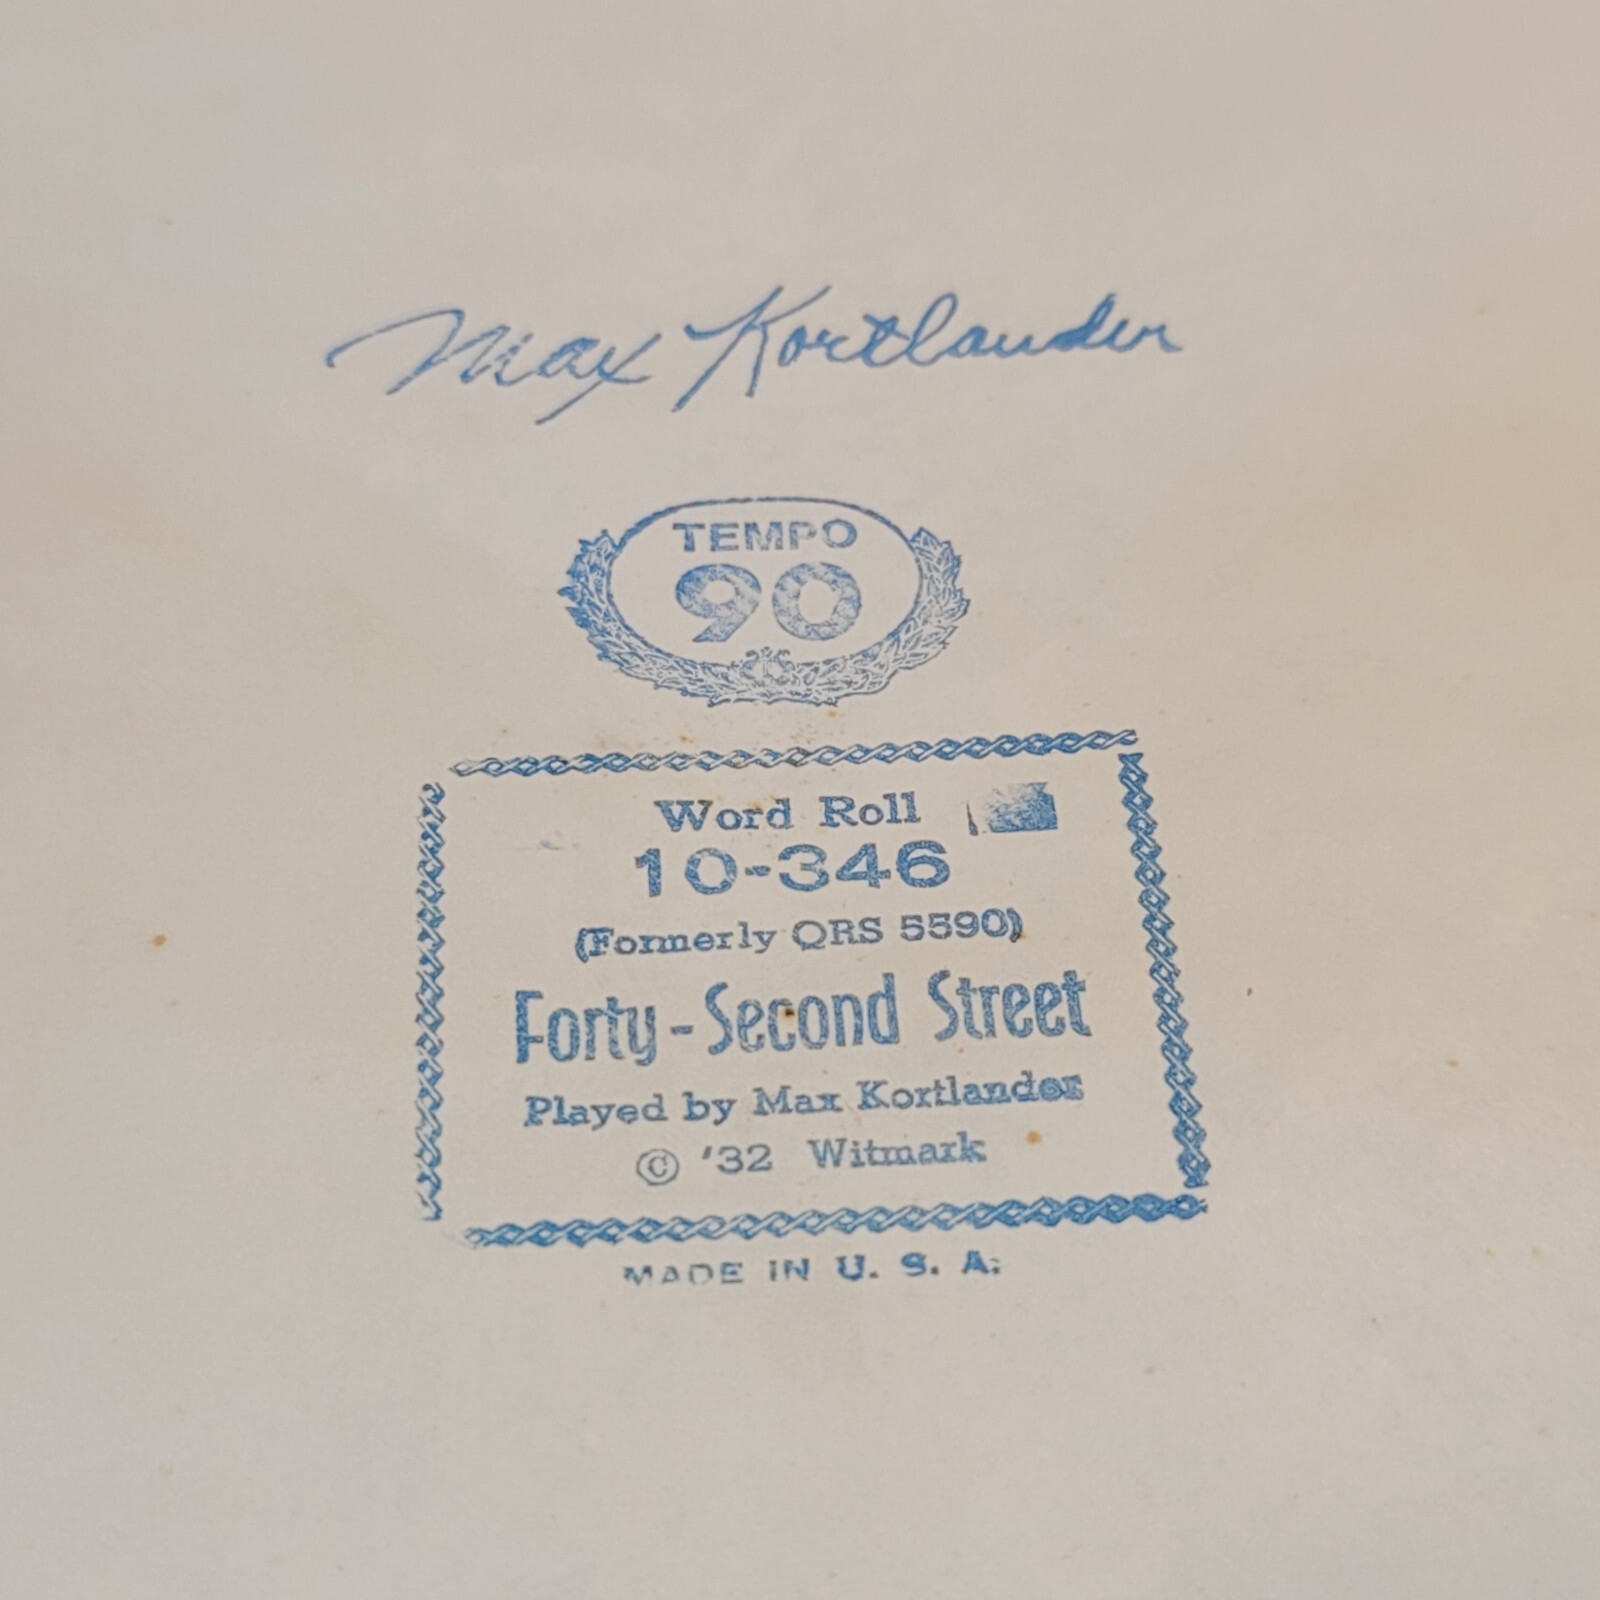 Max Kortlander
TEMPO
90
Word Roll
10-346
(Formerly QRS 5590)
Forty-Second Street
Played by Max Kortlander
© '32 Witmark
MADE IN U. S. A.